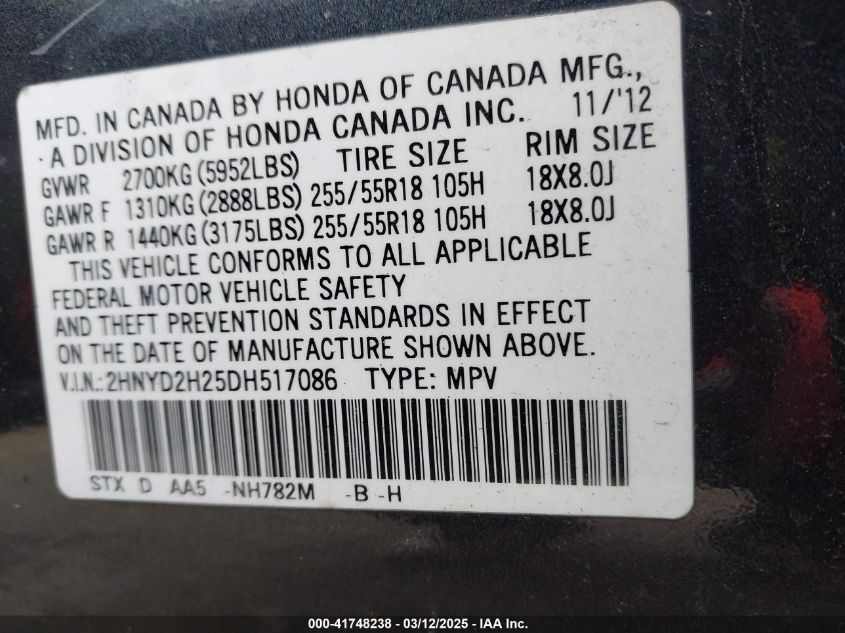 MFD. IN CANADA BY HONDA OF CANADA MFG.,
A DIVISION OF HONDA CANADA INC. 11/'12
GVWR 2700KG (5952LBS) TIRE SIZE RIM SIZE
GAWR F 1310KG (2888LBS) 255/55R18 105H 18X8.0J
GAWR R 1440KG (3175LBS) 255/55R18 105H 18X8.0J
THIS VEHICLE CONFORMS TO ALL APPLICABLE
FEDERAL MOTOR VEHICLE SAFETY
AND THEFT PREVENTION STANDARDS IN EFFECT
ON THE DATE OF MANUFACTURE SHOWN ABOVE.
V.I.N.: 2HNYD2H25DH517086 TYPE: MPV
STX D AA5 -NH782M -B -H
000-41748238 - 03/12/2025 - IAA Inc.